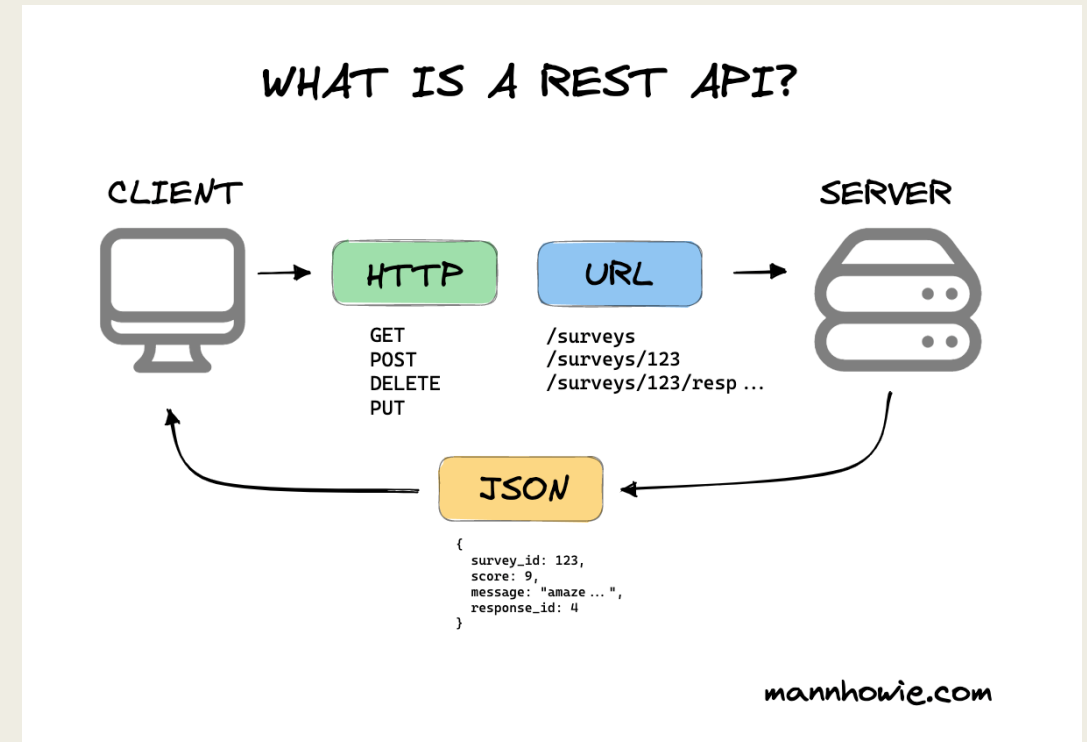 WHAT IS A REST API?
CLIENT
SERVER
HTTP
URL
GET
POST
DELETE
PUT
/surveys
/surveys/123
/surveys/123/resp...
JSON
{
survey_id: 123,
score: 9,
message: "amaze...",
response_id: 4
}
mannhowie.com